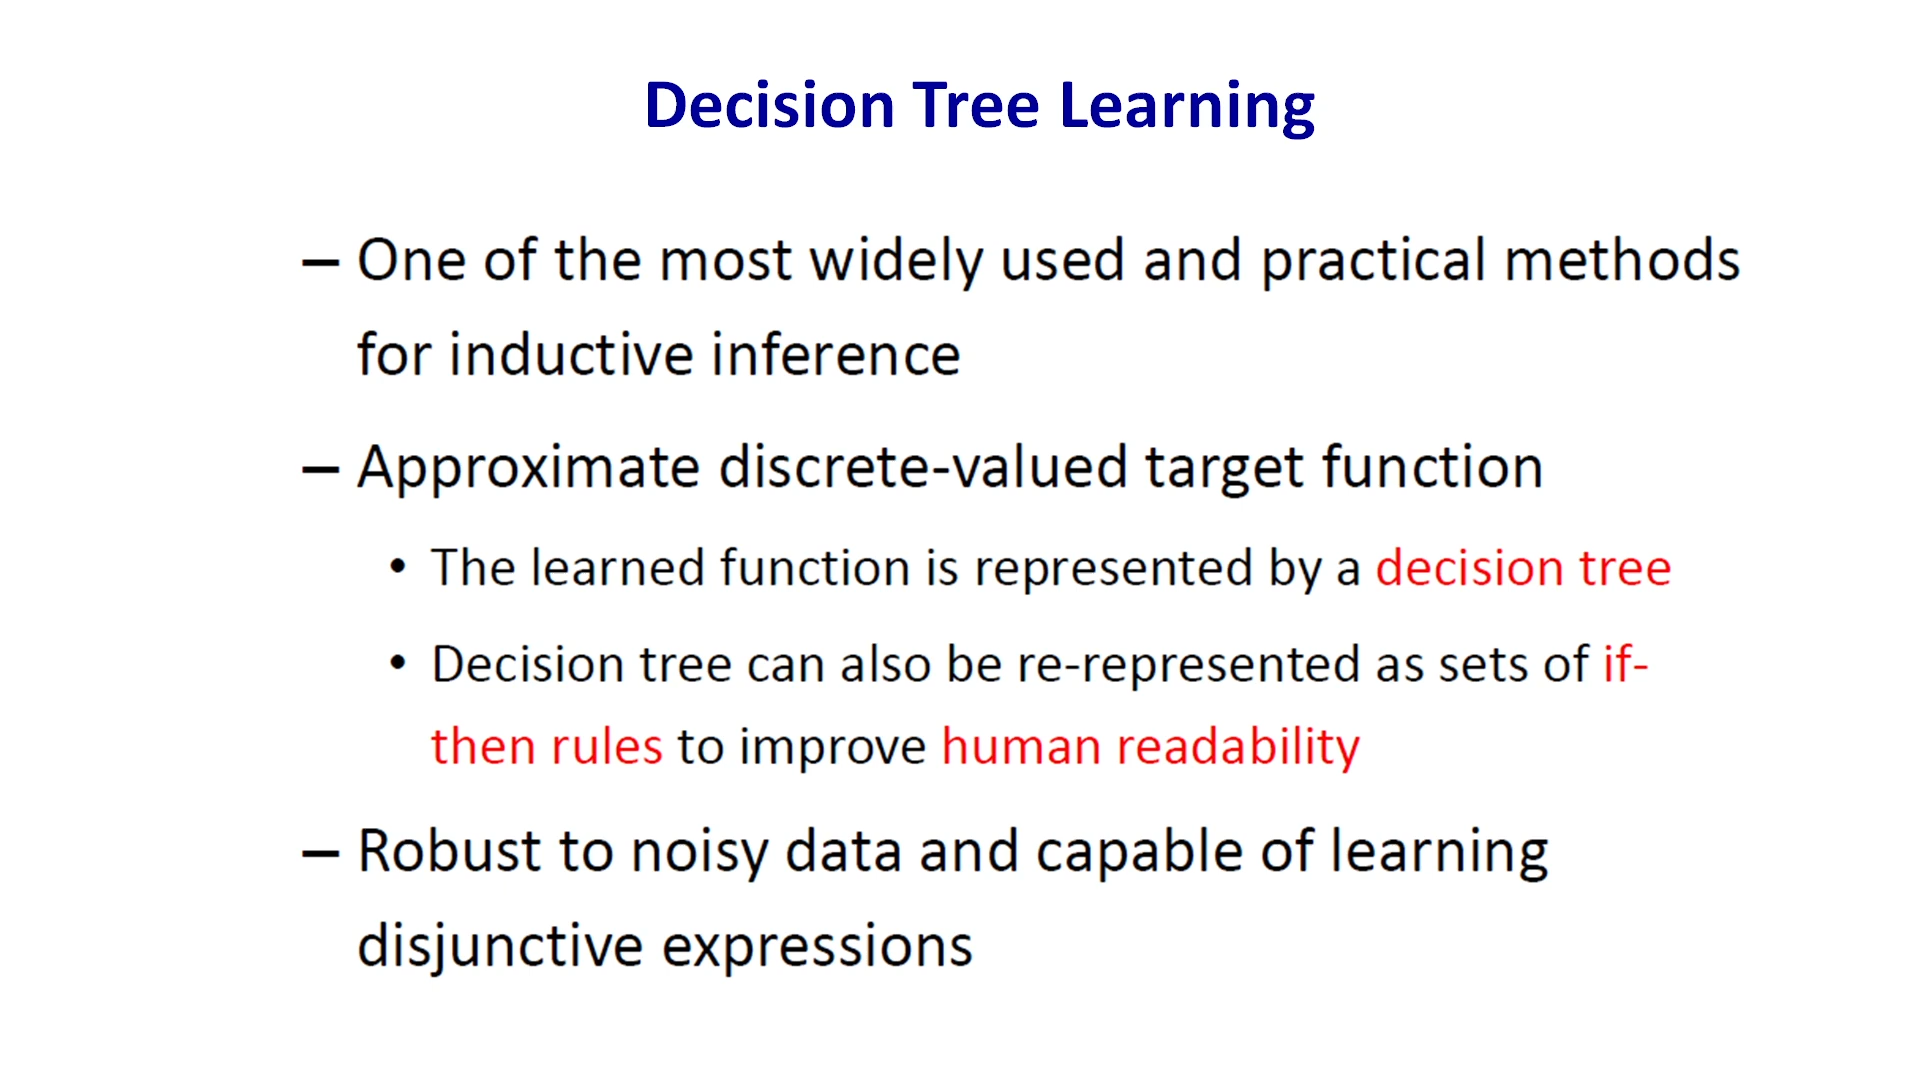 Decision Tree Learning
– One of the most widely used and practical methods
for inductive inference
– Approximate discrete-valued target function
• The learned function is represented by a decision tree
• Decision tree can also be re-represented as sets of if-
then rules to improve human readability
– Robust to noisy data and capable of learning
disjunctive expressions